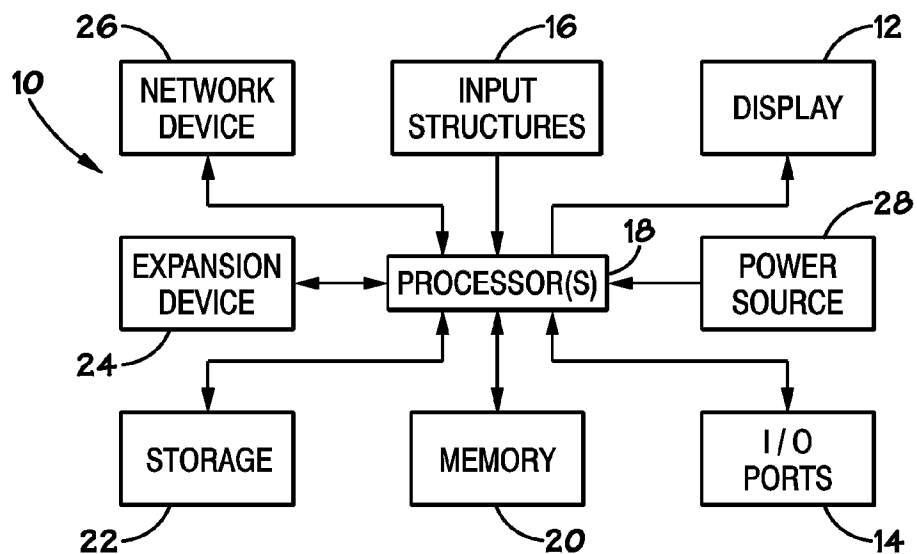 26
16
12
10
NETWORK
DEVICE
INPUT
STRUCTURES
DISPLAY
18
28
EXPANSION
DEVICE
PROCESSOR(S)
POWER
SOURCE
24
STORAGE
MEMORY
I/O
PORTS
22
20
14